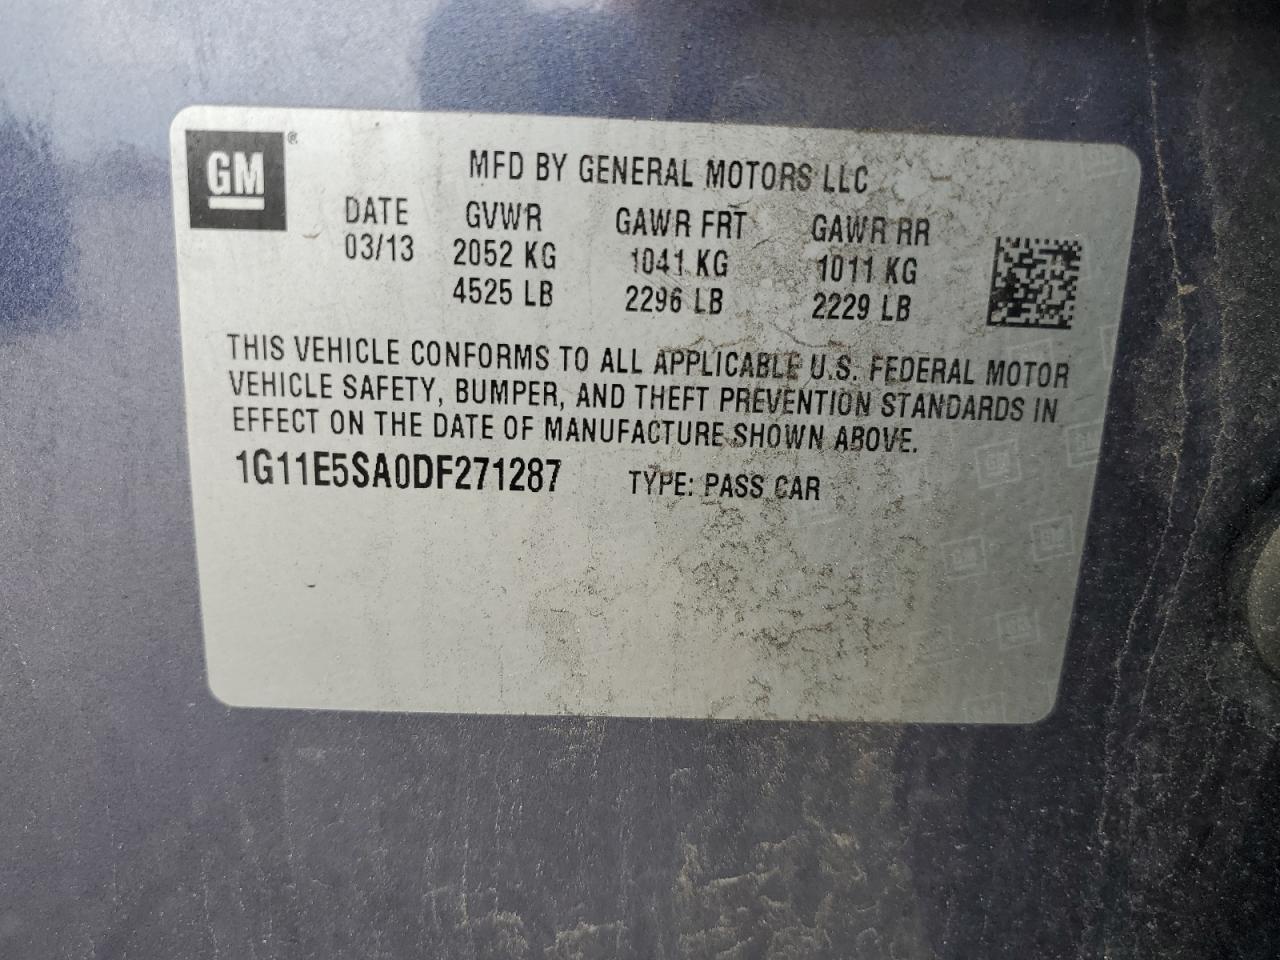 GM ®
MFD BY GENERAL MOTORS LLC
DATE GVWR GAWR FRT GAWR RR
03/13 2052 KG 1041 KG 1011 KG
4525 LB 2296 LB 2229 LB
THIS VEHICLE CONFORMS TO ALL APPLICABLE U.S. FEDERAL MOTOR
VEHICLE SAFETY, BUMPER, AND THEFT PREVENTION STANDARDS IN
EFFECT ON THE DATE OF MANUFACTURE SHOWN ABOVE.
1G11E5SA0DF271287 TYPE: PASS CAR